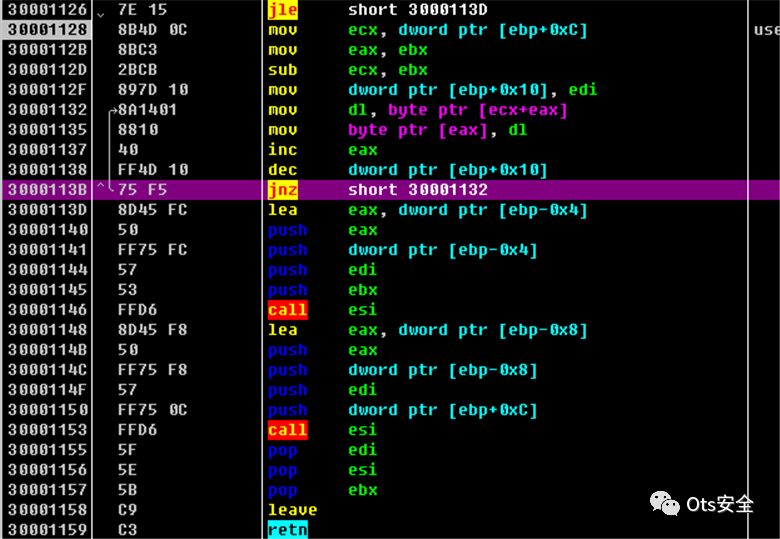 30001126 7E 15 jle short 3000113D
30001128 8B4D 0C mov ecx, dword ptr [ebp+0xC] use
3000112B 8BC3 mov eax, ebx
3000112D 2BCB sub ecx, ebx
3000112F 897D 10 mov dword ptr [ebp+0x10], edi
30001132 8A1401 mov dl, byte ptr [ecx+eax]
30001135 8810 mov byte ptr [eax], dl
30001137 40 inc eax
30001138 FF4D 10 dec dword ptr [ebp+0x10]
3000113B 75 F5 jnz short 30001132
3000113D 8D45 FC lea eax, dword ptr [ebp-0x4]
30001140 50 push eax
30001141 FF75 FC push dword ptr [ebp-0x4]
30001144 57 push edi
30001145 53 push ebx
30001146 FFD6 call esi
30001148 8D45 F8 lea eax, dword ptr [ebp-0x8]
3000114B 50 push eax
3000114C FF75 F8 push dword ptr [ebp-0x8]
3000114F 57 push edi
30001150 FF75 0C push dword ptr [ebp+0xC]
30001153 FFD6 call esi
30001155 5F pop edi
30001156 5E pop esi
30001157 5B pop ebx
30001158 C9 leave
30001159 C3 retn
Ots安全